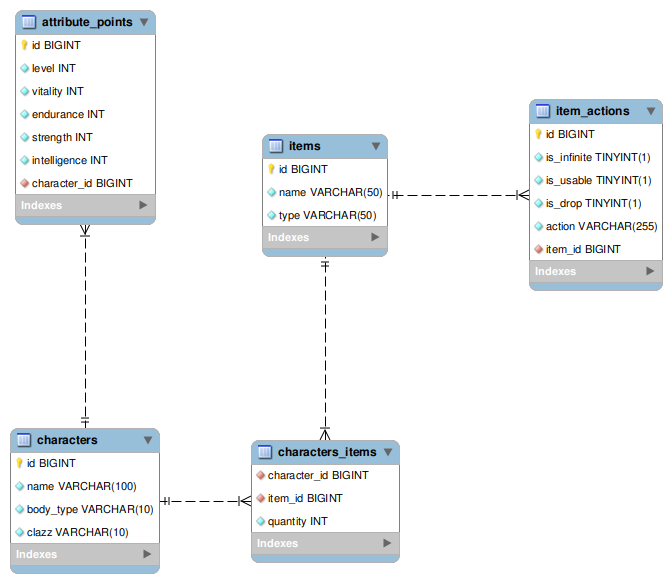 attribute_points
id BIGINT
level INT
vitality INT
endurance INT
strength INT
intelligence INT
character_id BIGINT
Indexes
items
id BIGINT
name VARCHAR(50)
type VARCHAR(50)
Indexes
item_actions
id BIGINT
is_infinite TINYINT(1)
is_usable TINYINT(1)
is_drop TINYINT(1)
action VARCHAR(255)
item_id BIGINT
Indexes
characters
id BIGINT
name VARCHAR(100)
body_type VARCHAR(10)
clazz VARCHAR(10)
Indexes
characters_items
character_id BIGINT
item_id BIGINT
quantity INT
Indexes